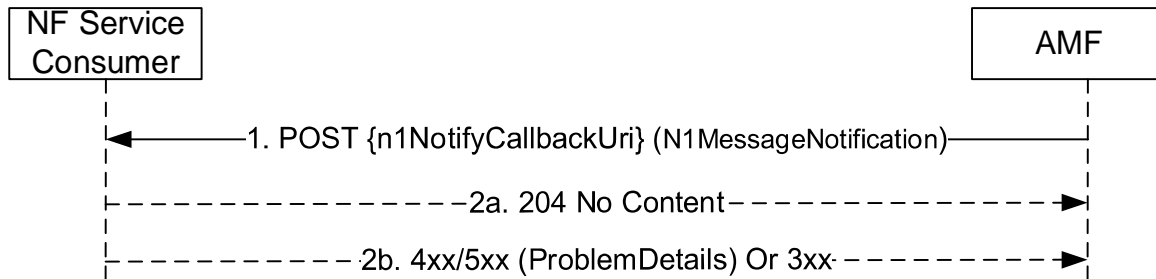 NF Service
Consumer
AMF
1. POST {n1NotifyCallbackUri} (N1MessageNotification)
2a. 204 No Content
2b. 4xx/5xx (ProblemDetails) Or 3xx